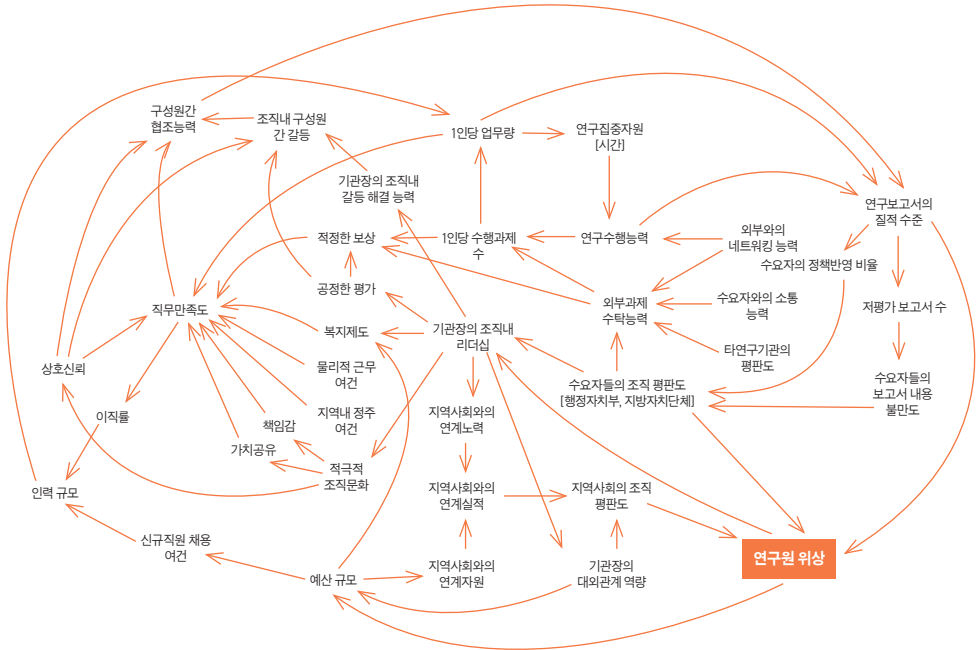 구성원간
협조능력
조직내 구성원
간 갈등
1인당 업무량
연구집중자원
[시간]
기관장의 조직내
갈등 해결 능력
연구보고서의
질적 수준
적정한 보상
1인당 수행과제
수
연구수행능력
외부와의
네트워킹 능력
수요자의 정책반영 비율
공정한 평가
직무만족도
외부과제
수탁능력
수요자와의 소통
능력
저평가 보고서 수
복지제도
기관장의 조직내
리더십
타연구기관의
평판도
상호신뢰
물리적 근무
여건
수요자들의 조직 평판도
[행정자치부, 지방자치단체]
수요자들의
보고서 내용
불만도
이직률
책임감
지역내 정주
여건
지역사회와의
연계노력
가치공유
적극적
조직문화
인력 규모
지역사회와의
연계실적
지역사회의 조직
평판도
신규직원 채용
여건
연구원 위상
예산 규모
지역사회와의
연계자원
기관장의
대외관계 역량